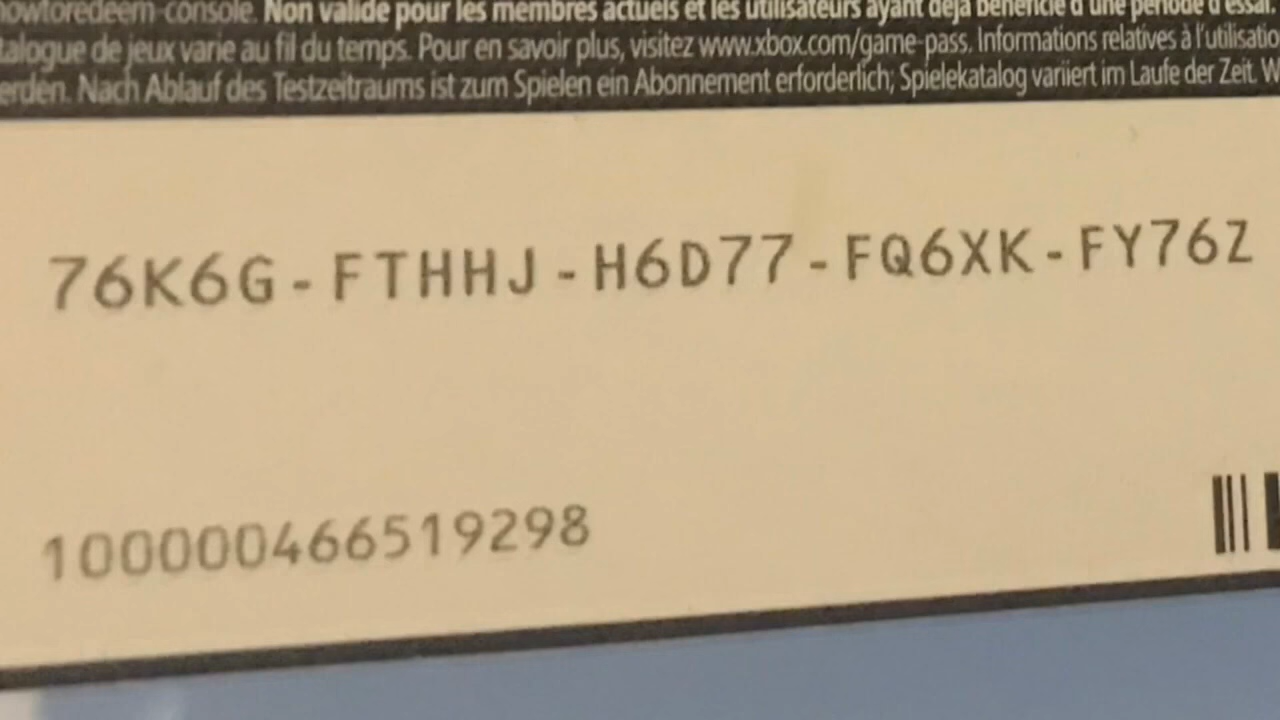 howtoredeem-console. Non valide pour les membres actuels et les utilisateurs ayant déjà bénéficié d'une période d'essai.
talogue de jeux varie au fil du temps. Pour en savoir plus, visitez www.xbox.com/game-pass. Informations relatives à l'utilisatio
erden. Nach Ablauf des Testzeitraums ist zum Spielen ein Abonnement erforderlich; Spielekatalog variiert im Laufe der Zeit. W
76K6G-FTHHJ-H6D77-FQ6XK-FY76Z
100000466519298